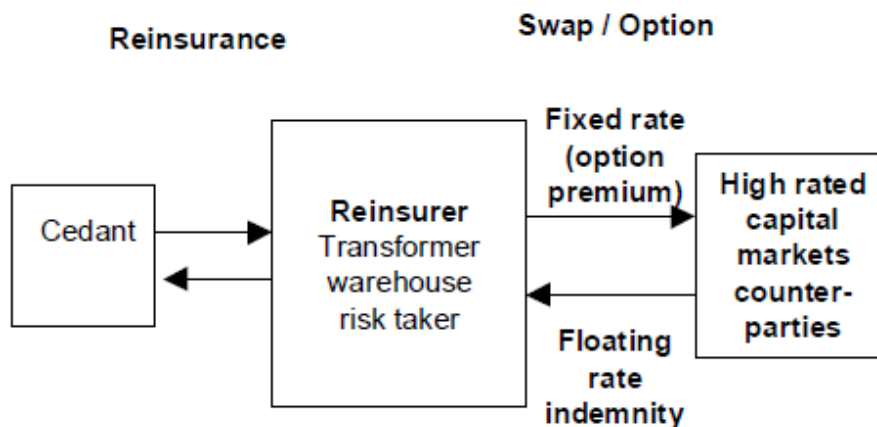 Reinsurance
Swap / Option
Cedant
Reinsurer
Transformer
warehouse
risk taker
Fixed rate
(option
premium)
Floating
rate
indemnity
High rated
capital
markets
counter-
parties